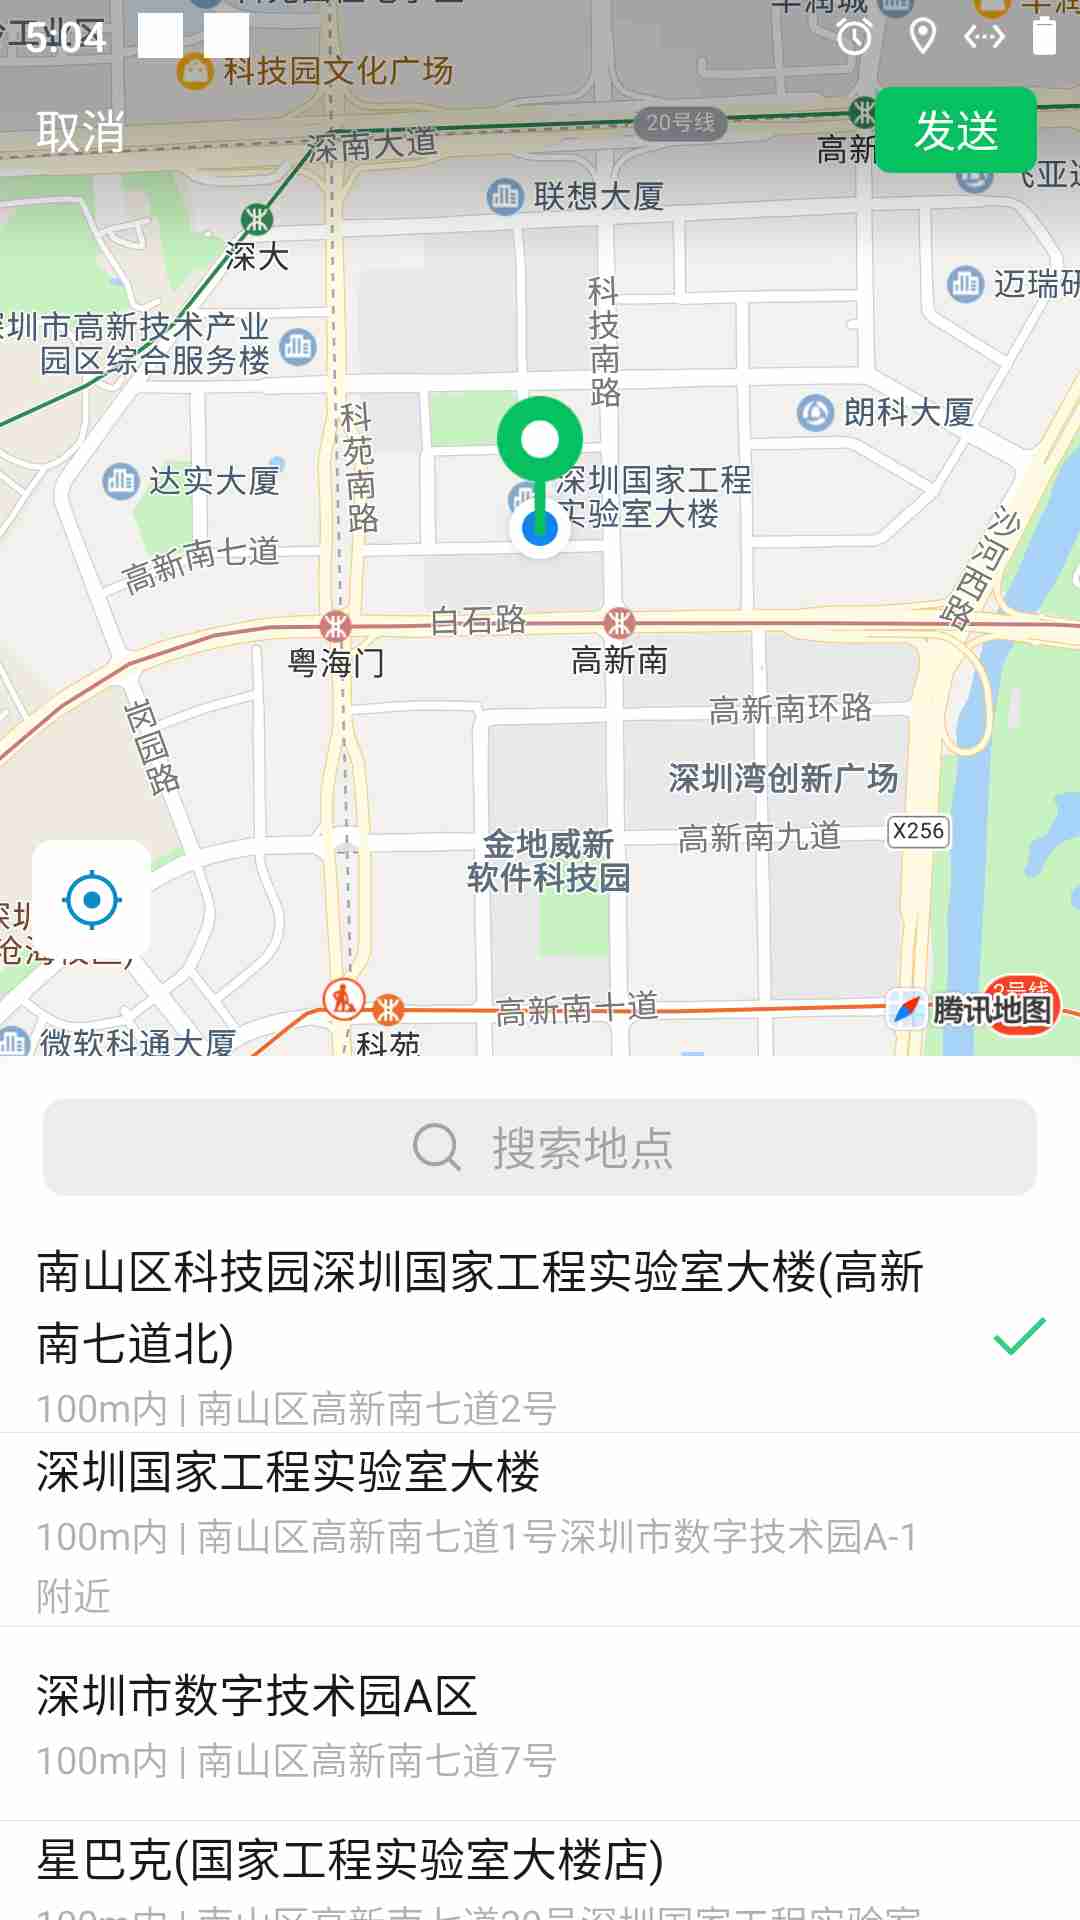 5:04
科技园文化广场
取消
深南大道
20号线
高新
发送
联想大厦
深大
科技南路
迈瑞研
圳市高新技术产业
园区综合服务楼
科苑南路
朗科大厦
达实大厦
深圳国家工程
实验室大楼
高新南七道
沙河西路
白石路
粤海门
高新南
岗园路
高新南环路
深圳湾创新广场
X256
高新南九道
金地威新
软件科技园
高新南十道
腾讯地图
微软科通大厦
科苑
搜索地点
南山区科技园深圳国家工程实验室大楼(高新
南七道北)
100m内 | 南山区高新南七道2号
深圳国家工程实验室大楼
100m内 | 南山区高新南七道1号深圳市数字技术园A-1
附近
深圳市数字技术园A区
100m内 | 南山区高新南七道7号
星巴克(国家工程实验室大楼店)